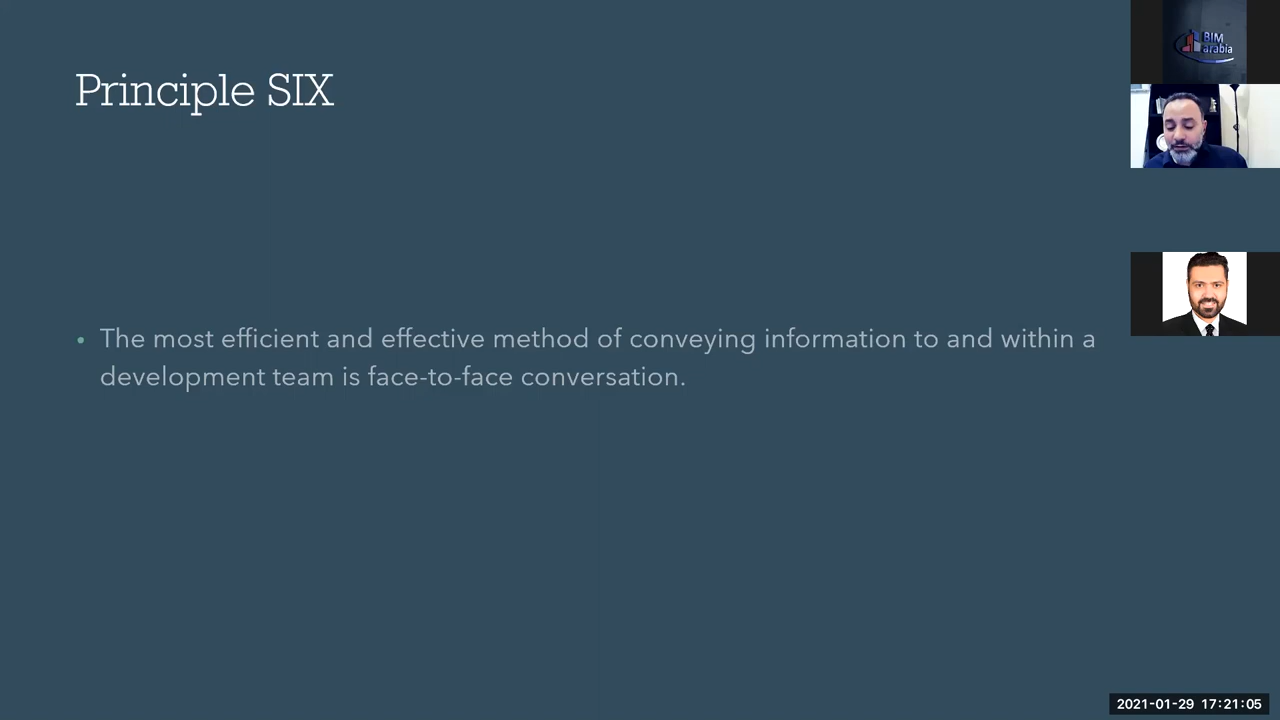 Principle SIX
• The most efficient and effective method of conveying information to and within a
development team is face-to-face conversation.
BIM
arabia
2021-01-29 17:21:05